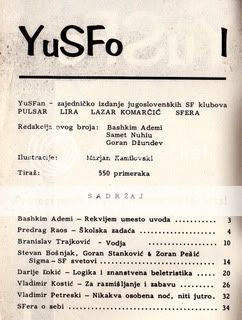 YuSFo I
YuSFan - zajedničko izdanje jugoslovenskih SF klubova
PULSAR LIRA LAZAR KOMARČIĆ SFERA
Redakcija ovog broja: Bashkim Ademi
Samet Nuhiu
Goran Džundev
Ilustracije: Marjan Kamilovski
Tiraž: 550 primeraka
SADRŽAJ
Bashkim Ademi - Rekvijem umesto uvoda 3
Predrag Raos - Školska zadaća 4
Branislav Trajković - Vodja 10
Stevan Bošnjak, Goran Stanković & Zoran Pešić
Sigma - SF svetovi 14
Darije Đokić - Logika i znanstvena beletristika 20
Vladimir Kostić - Za razmišljanje i zabavu 26
Vladimir Petreski - Nikakva osobena noć, niti jutro. 32
SFera o sebi 34